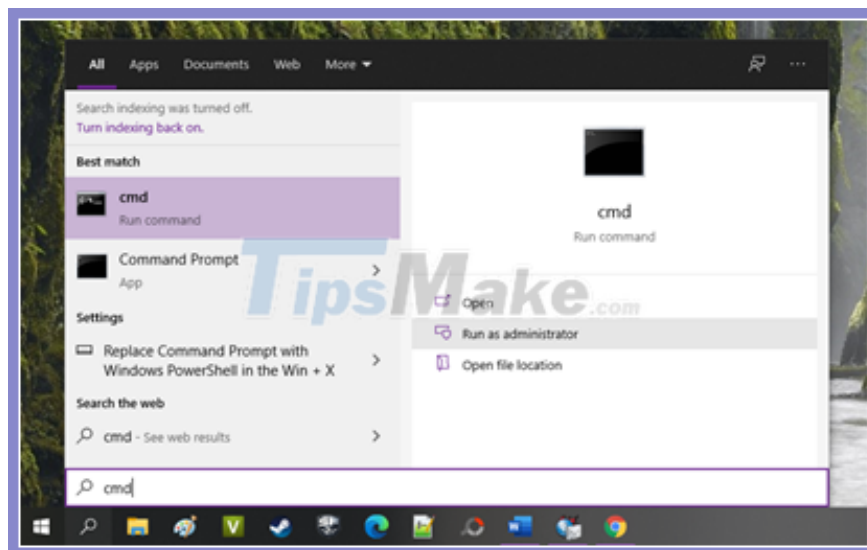 All Apps Documents Web More
Search indexing was turned off.
Turn indexing back on.
Best match
cmd
Run command
Command Prompt
App
Settings
Replace Command Prompt with
Windows PowerShell in the Win + X
Search the web
cmd - See web results
cmd
Run command
Open
Run as administrator
Open file location
TipsMake.com
cmd